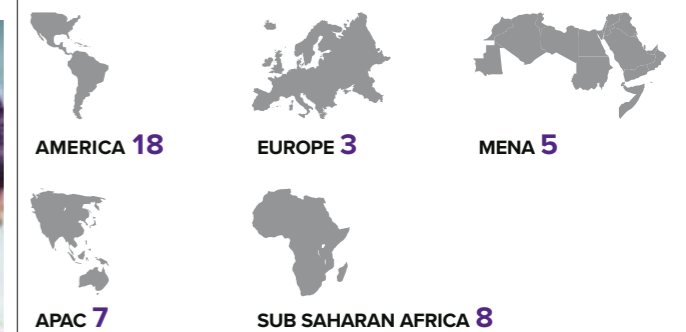 AMERICA 18
EUROPE 3
MENA 5
APAC 7
SUB SAHARAN AFRICA 8